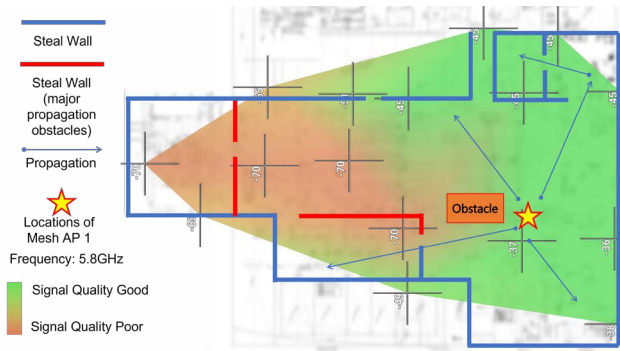 Steal Wall
Steal Wall
(major
propagation
obstacles)
Propagation
Locations of
Mesh AP 1
Frequency: 5.8GHz
Signal Quality Good
Signal Quality Poor
-45
-45
-45
-45
-70
-70
-70
Obstacle
-70
-37
-36
-38